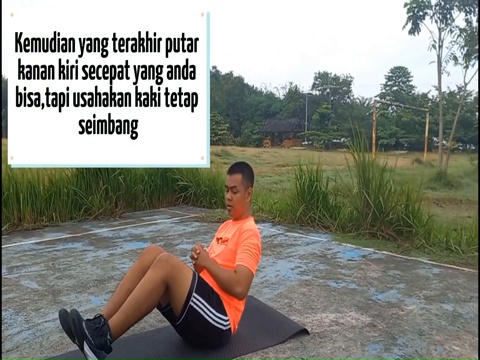 Kemudian yang terakhir putar
kanan kiri secepat yang anda
bisa,tapi usahakan kaki tetap
seimbang